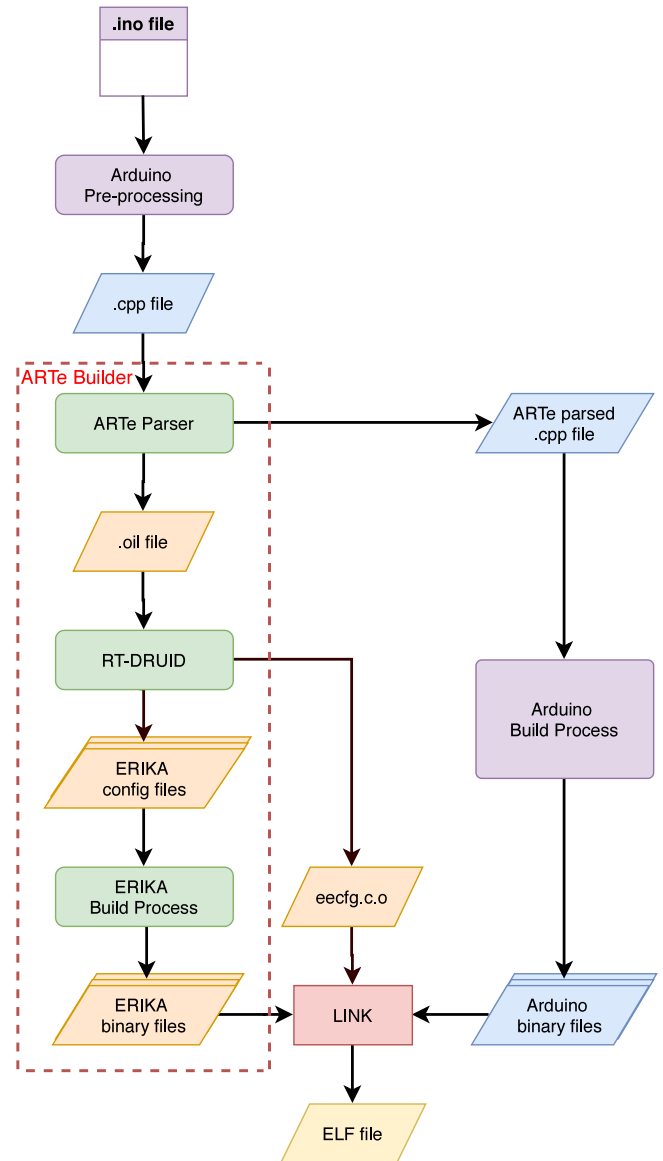 .ino file
Arduino
Pre-processing
.cpp file
ARTe Builder
ARTe Parser
ARTe parsed
.cpp file
.oil file
RT-DRUID
Arduino
Build Process
ERIKA
config files
ERIKA
Build Process
eecfg.c.o
ERIKA
binary files
LINK
Arduino
binary files
ELF file